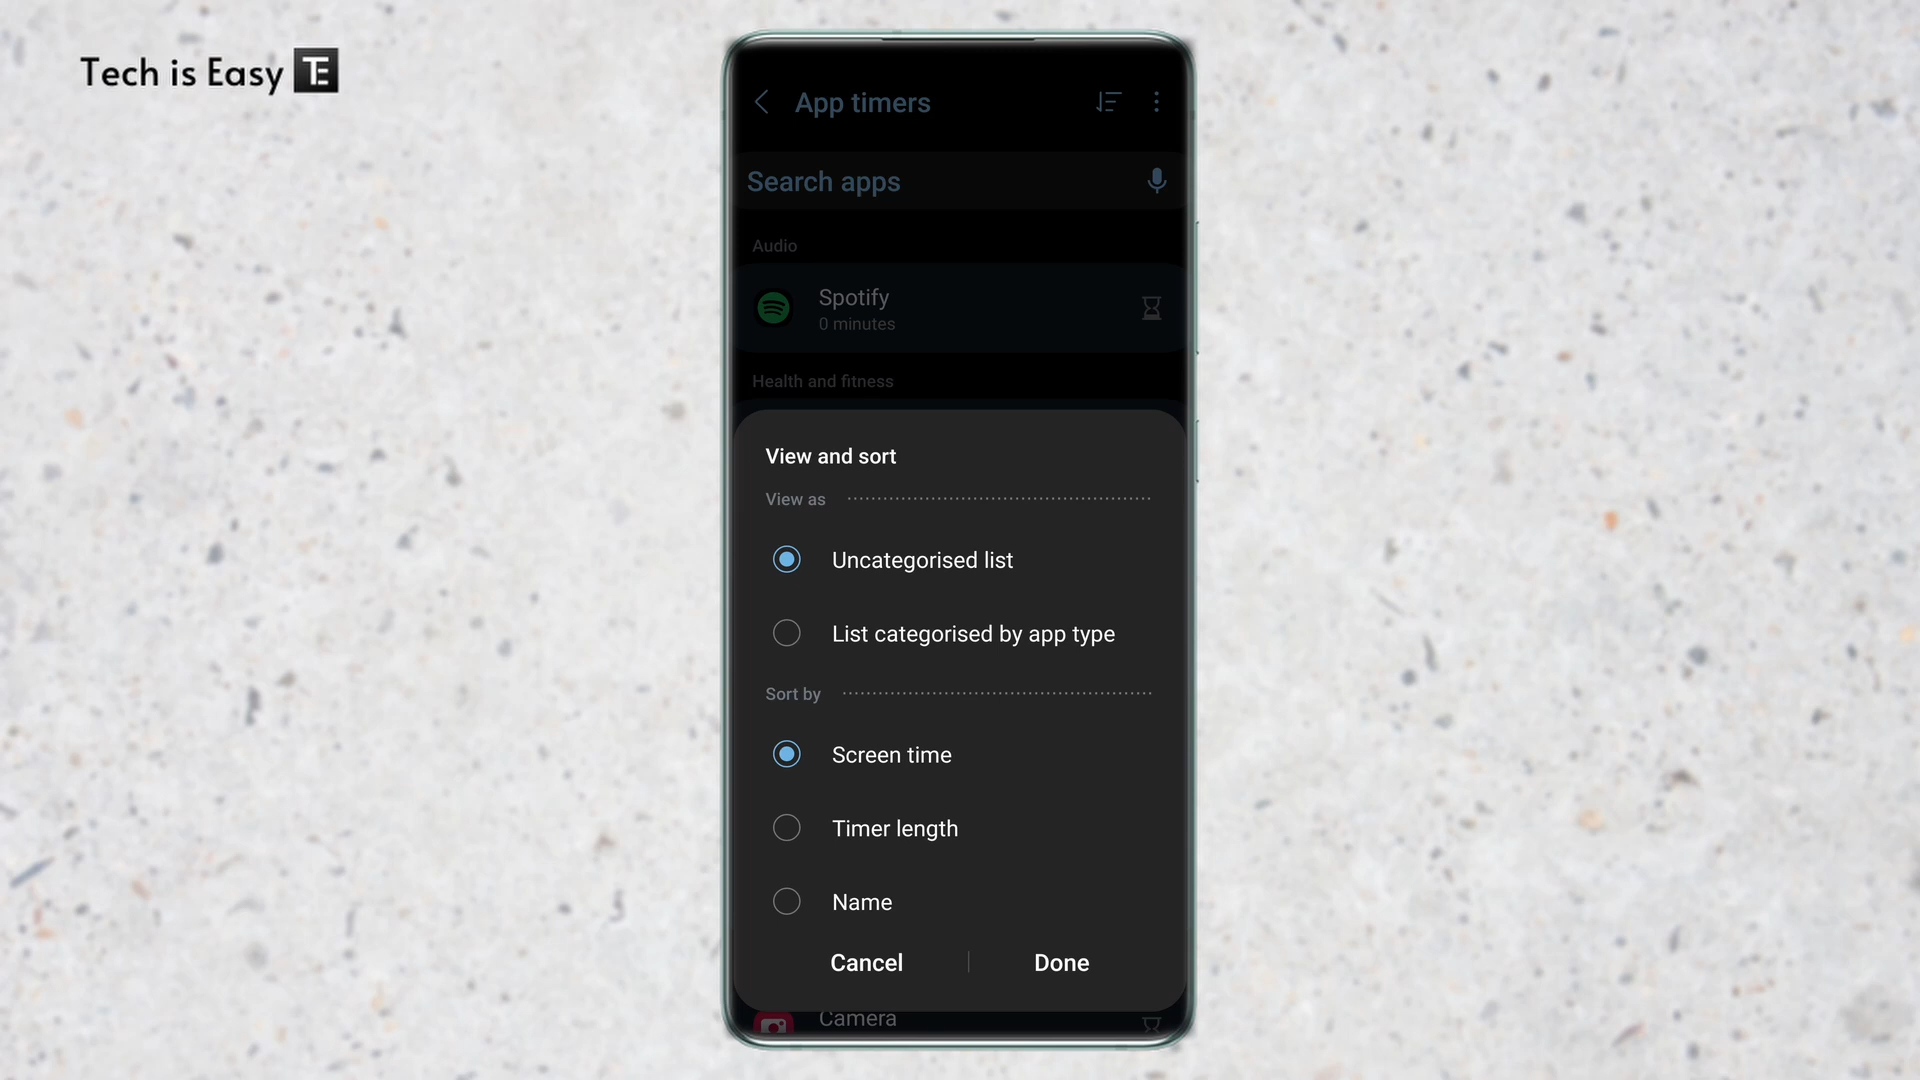 Tech is Easy TE
App timers
Search apps
Audio
Spotify
0 minutes
Health and fitness
View and sort
View as
Uncategorised list
List categorised by app type
Sort by
Screen time
Timer length
Name
Cancel
Done
Camera